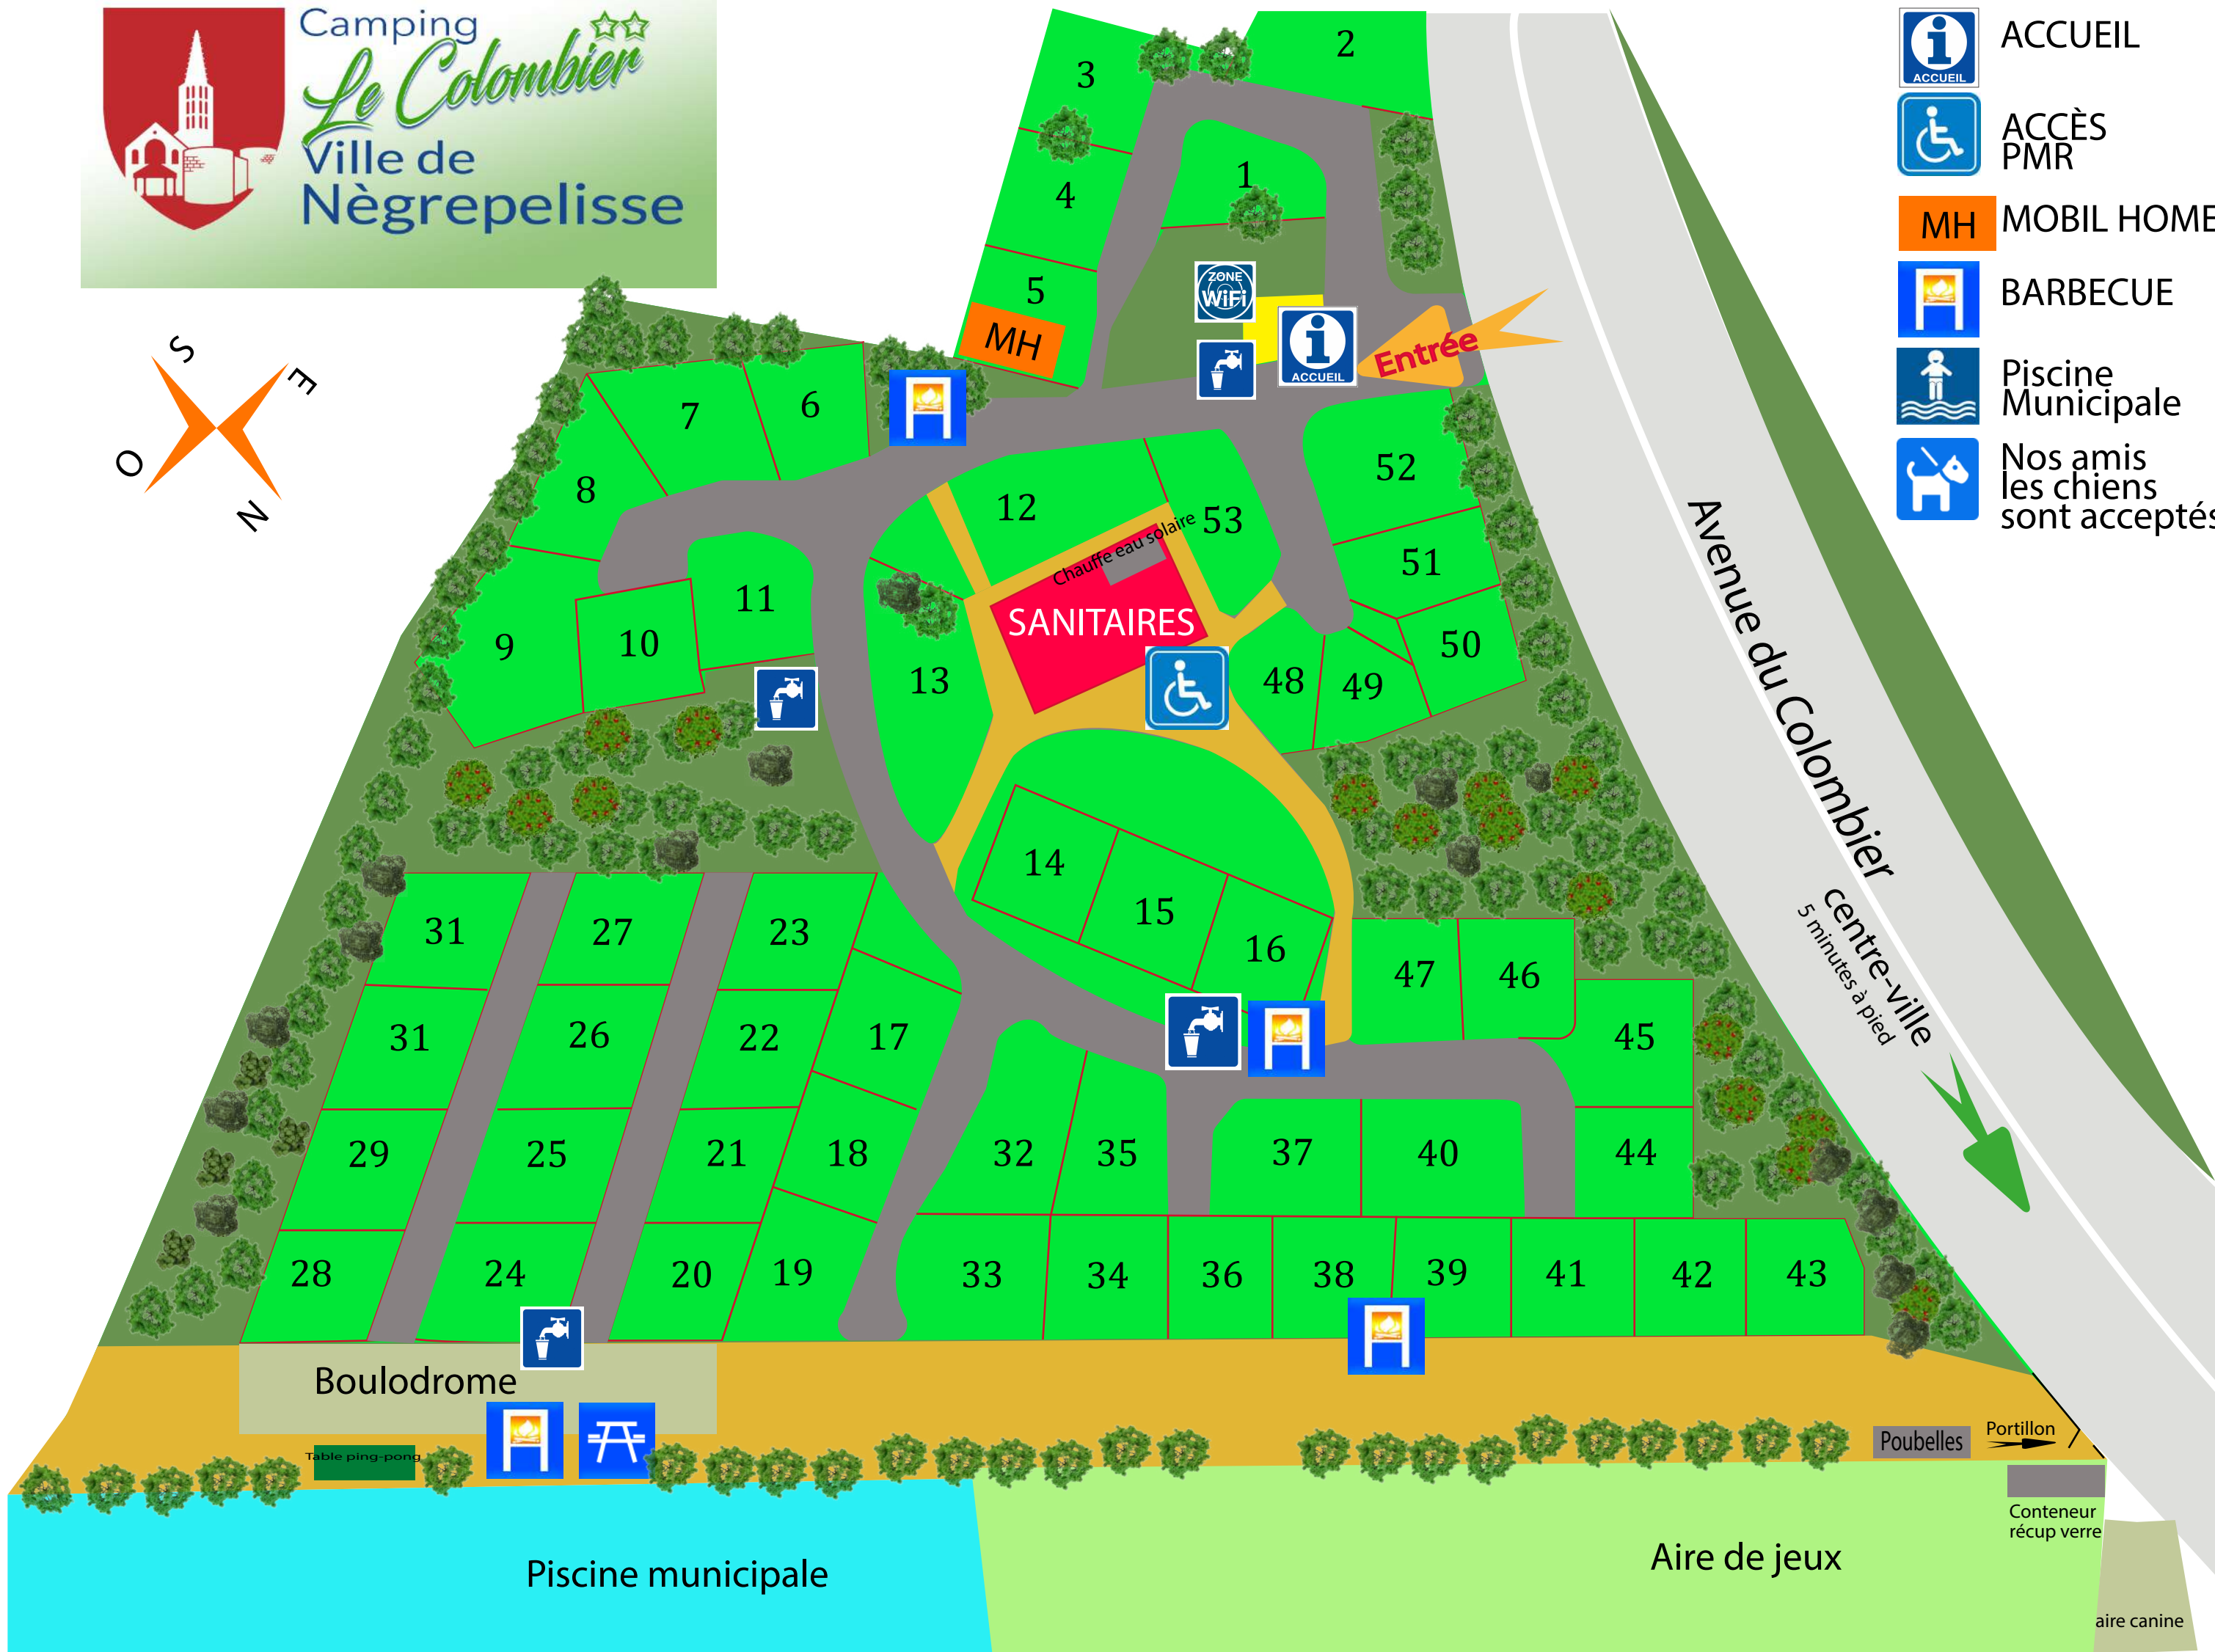 Camping
Le Colombier
Ville de
Nègrepelisse
ACCUEIL
ACCUEIL
ACCÈS
PMR
MH
MOBIL HOME
BARBECUE
Piscine
Municipale
Nos amis
les chiens
sont acceptés
S
E
O
N
3
2
1
4
5
MH
ZONE
WiFi
ACCUEIL
Entrée
7
6
8
9
10
11
12
53
52
51
50
13
Chauffe eau solaire
SANITAIRES
48
49
14
15
16
Avenue du Colombier
centre-ville
5 minutes à pied
31
27
23
47
46
31
26
22
17
45
29
25
21
18
32
35
37
40
44
28
24
20
19
33
34
36
38
39
41
42
43
Boulodrome
Table ping-pong
Poubelles
Portillon
Conteneur
récup verre
Piscine municipale
Aire de jeux
aire canine